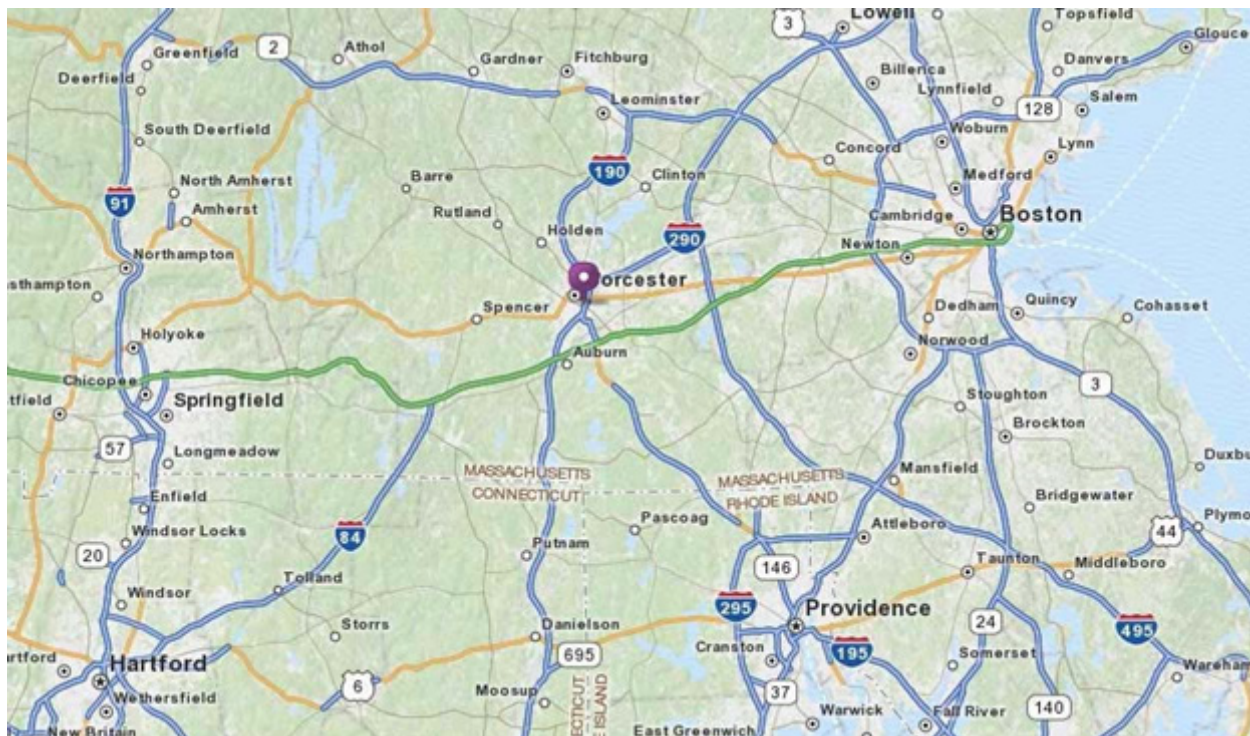 Lowell
3
Topsfield
Glouce
Greenfield
2
Athol
Gardner
Fitchburg
Billerica
Danvers
Deerfield
Lynnfield
Salem
Leominster
128
South Deerfield
Woburn
Lynn
Concord
190
Clinton
Medford
North Amherst
Barre
91
Amherst
Rutland
Cambridge
Boston
Holden
290
Newton
Northampton
orcester
sthampton
Spencer
Dedham
Quincy
Cohasset
Holyoke
Auburn
Norwood
Chicopee
3
Springfield
tfield
Stoughton
Brockton
57
Longmeadow
Duxbu
MASSACHUSETTS
CONNECTICUT
MASSACHUSETTS
RHODE ISLAND
Mansfield
Enfield
Bridgewater
Windsor Locks
Pascoag
Attleboro
44
Plymo
84
Putnam
20
146
Taunton
Middleboro
Tolland
Windsor
295
Providence
Storrs
Danielson
24
495
Cranston
195
artford
Hartford
695
Somerset
Wareham
6
Wethersfield
Moosup
ECTICUT
E ISLAND
37
140
Warwick
Fall River
New Britain
East Greenwich